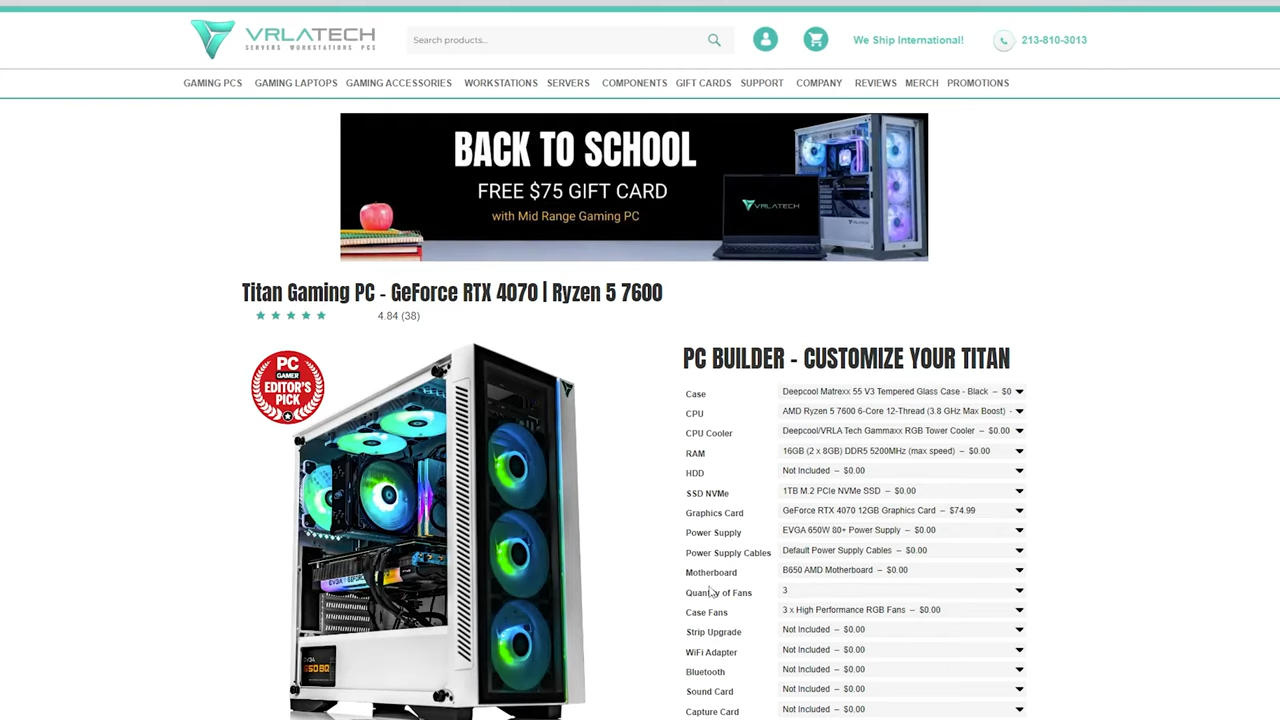 VRLATECH
SERVERS WORKSTATIONS PCS
Search products...
We Ship International!
213-810-3013
GAMING PCS GAMING LAPTOPS GAMING ACCESSORIES WORKSTATIONS SERVERS COMPONENTS GIFT CARDS SUPPORT COMPANY REVIEWS MERCH PROMOTIONS
BACK TO SCHOOL
FREE $75 GIFT CARD
with Mid Range Gaming PC
VRLATECH
Titan Gaming PC - GeForce RTX 4070 | Ryzen 5 7600
4.84 (38)
PC
GAMER
EDITOR'S
PICK
PC BUILDER - CUSTOMIZE YOUR TITAN
Case Deepcool Matrexx 55 V3 Tempered Glass Case - Black – $0
CPU AMD Ryzen 5 7600 6-Core 12-Thread (3.8 GHz Max Boost) -
CPU Cooler Deepcool/VRLA Tech Gammaxx RGB Tower Cooler – $0.00
RAM 16GB (2 x 8GB) DDR5 5200MHz (max speed) – $0.00
HDD Not Included – $0.00
SSD NVMe 1TB M.2 PCIe NVMe SSD – $0.00
Graphics Card GeForce RTX 4070 12GB Graphics Card – $74.99
Power Supply EVGA 650W 80+ Power Supply – $0.00
Power Supply Cables Default Power Supply Cables – $0.00
Motherboard B650 AMD Motherboard – $0.00
Quantity of Fans 3
Case Fans 3 x High Performance RGB Fans – $0.00
Strip Upgrade Not Included – $0.00
WiFi Adapter Not Included – $0.00
Bluetooth Not Included – $0.00
Sound Card Not Included – $0.00
Capture Card Not Included – $0.00